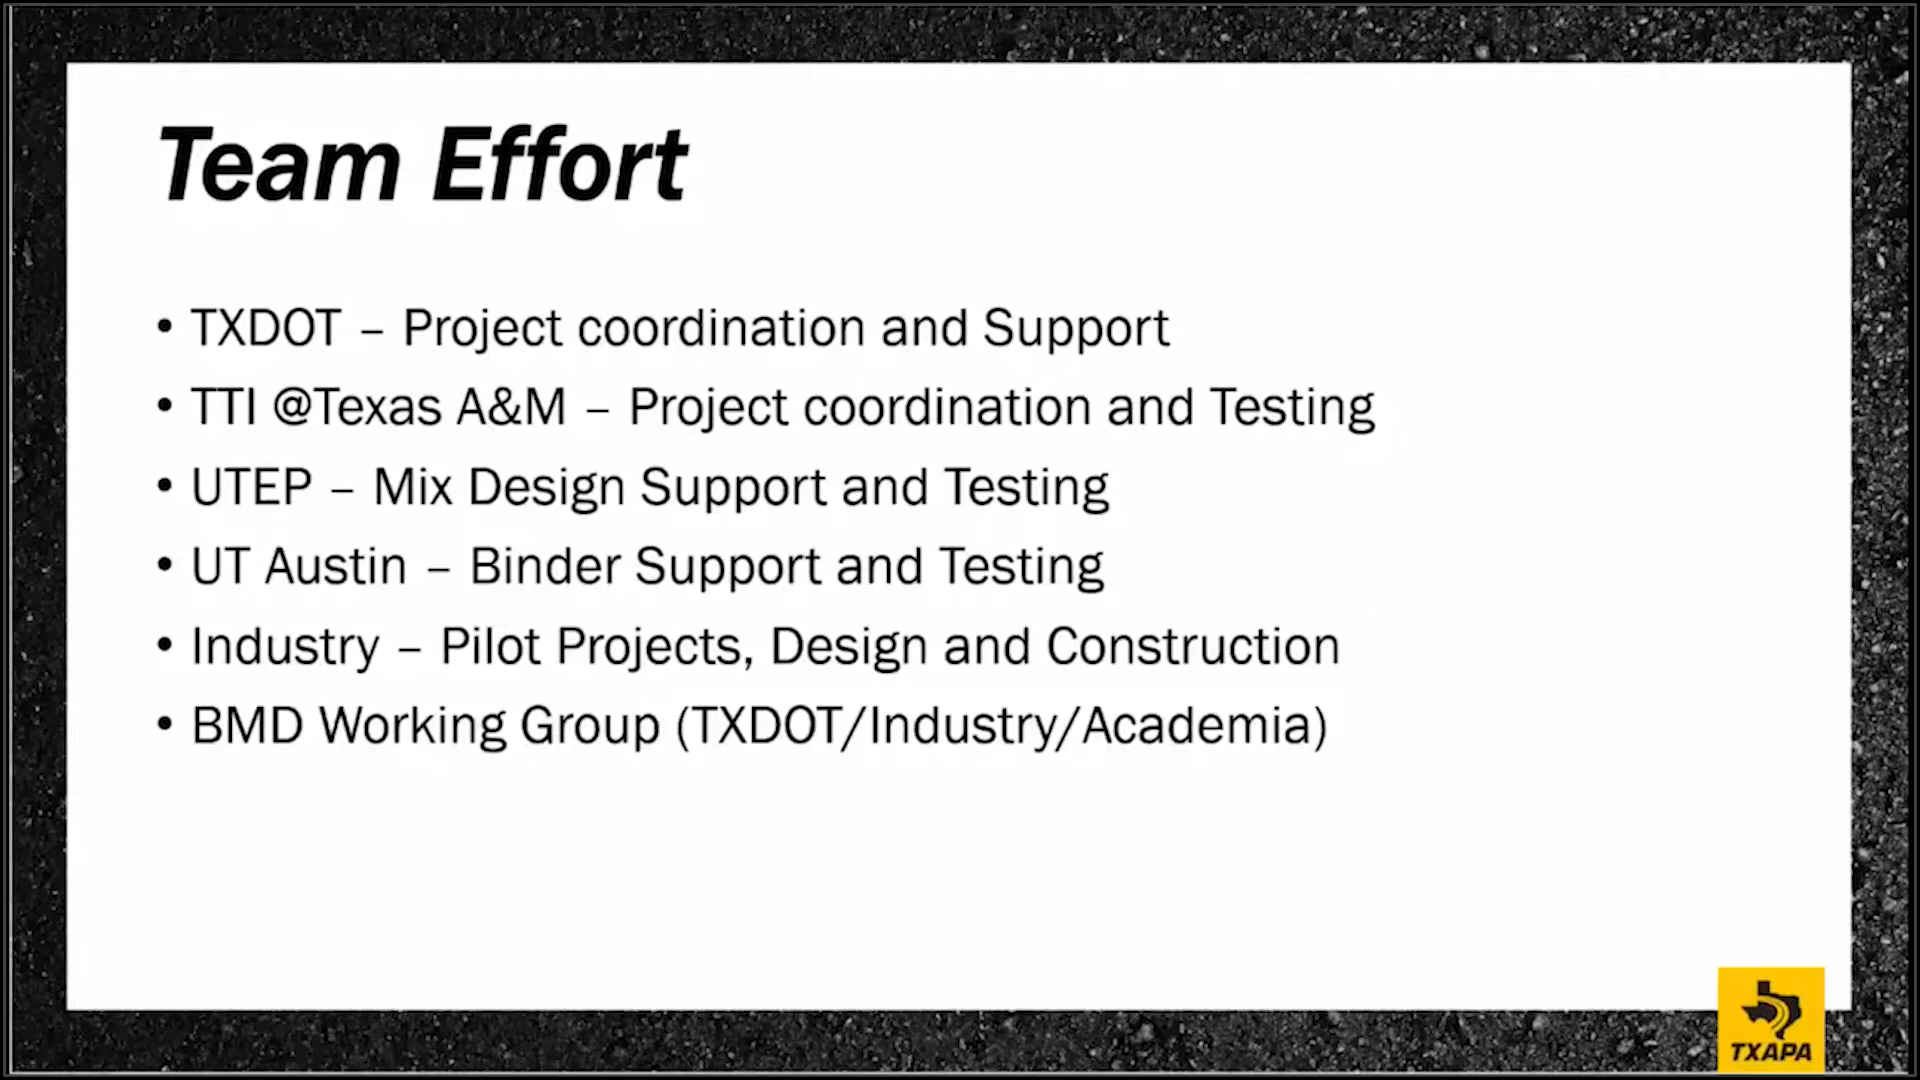 Team Effort
• TXDOT – Project coordination and Support
• TTI @Texas A&M – Project coordination and Testing
• UTEP – Mix Design Support and Testing
• UT Austin – Binder Support and Testing
• Industry – Pilot Projects, Design and Construction
• BMD Working Group (TXDOT/Industry/Academia)
TXAPA